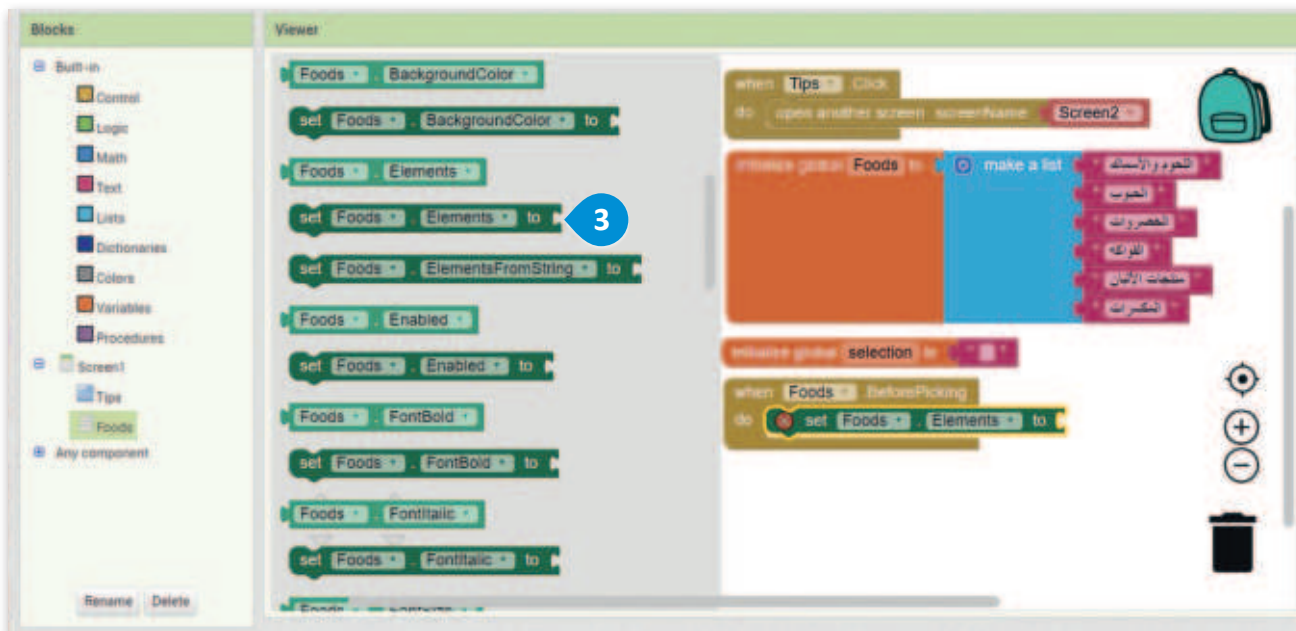 Blocks
Viewer
Built-in
Control
Logic
Math
Text
Lists
Dictionaries
Colors
Variables
Procedures
Screen1
Tips
Foods
Any component
Rename Delete
Foods . BackgroundColor
set Foods . BackgroundColor to
Foods . Elements
set Foods . Elements to
3
set Foods . ElementsFromString to
Foods . Enabled
set Foods . Enabled to
Foods . FontBold
set Foods . FontBold to
Foods . FontItalic
set Foods . FontItalic to
Foods
when Tips .Click
do open another screen screenName Screen2
initialize global Foods to make a list " اللحوم والأسماك "
" الحبوب "
" الخضروات "
" الفواكه "
" منتجات الألبان "
" السكريات "
initialize global selection to " "
when Foods .BeforePicking
do set Foods . Elements to